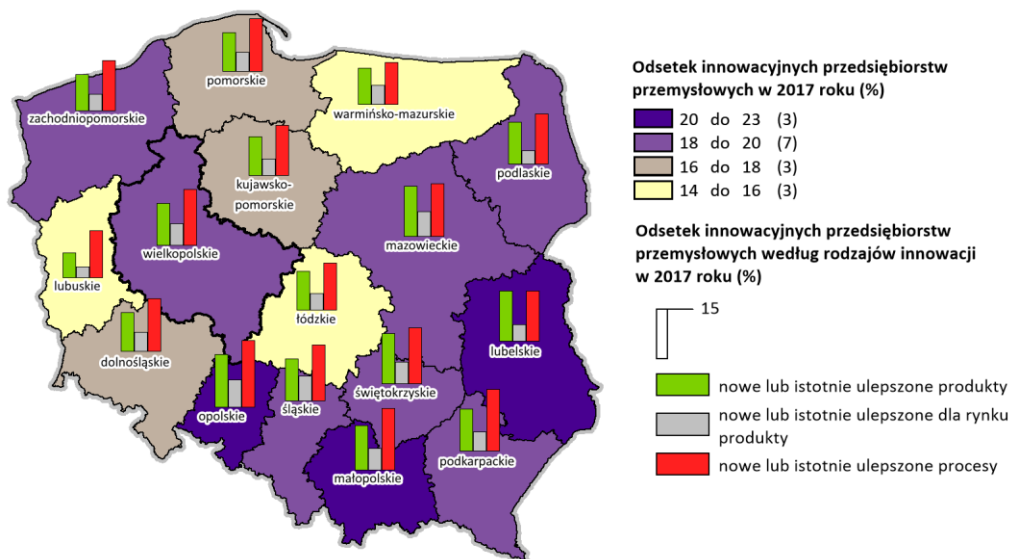 pomorskie
zachodniopomorskie
warmińsko-mazurskie
podlaskie
kujawsko-
pomorskie
mazowieckie
wielkopolskie
lubuskie
łódzkie
lubelskie
dolnośląskie
opolskie
śląskie
świętokrzyskie
podkarpackie
małopolskie
Odsetek innowacyjnych przedsiębiorstw
przemysłowych w 2017 roku (%)
20 do 23 (3)
18 do 20 (7)
16 do 18 (3)
14 do 16 (3)
Odsetek innowacyjnych przedsiębiorstw
przemysłowych według rodzajów innowacji
w 2017 roku (%)
15
nowe lub istotnie ulepszone produkty
nowe lub istotnie ulepszone dla rynku
produkty
nowe lub istotnie ulepszone procesy